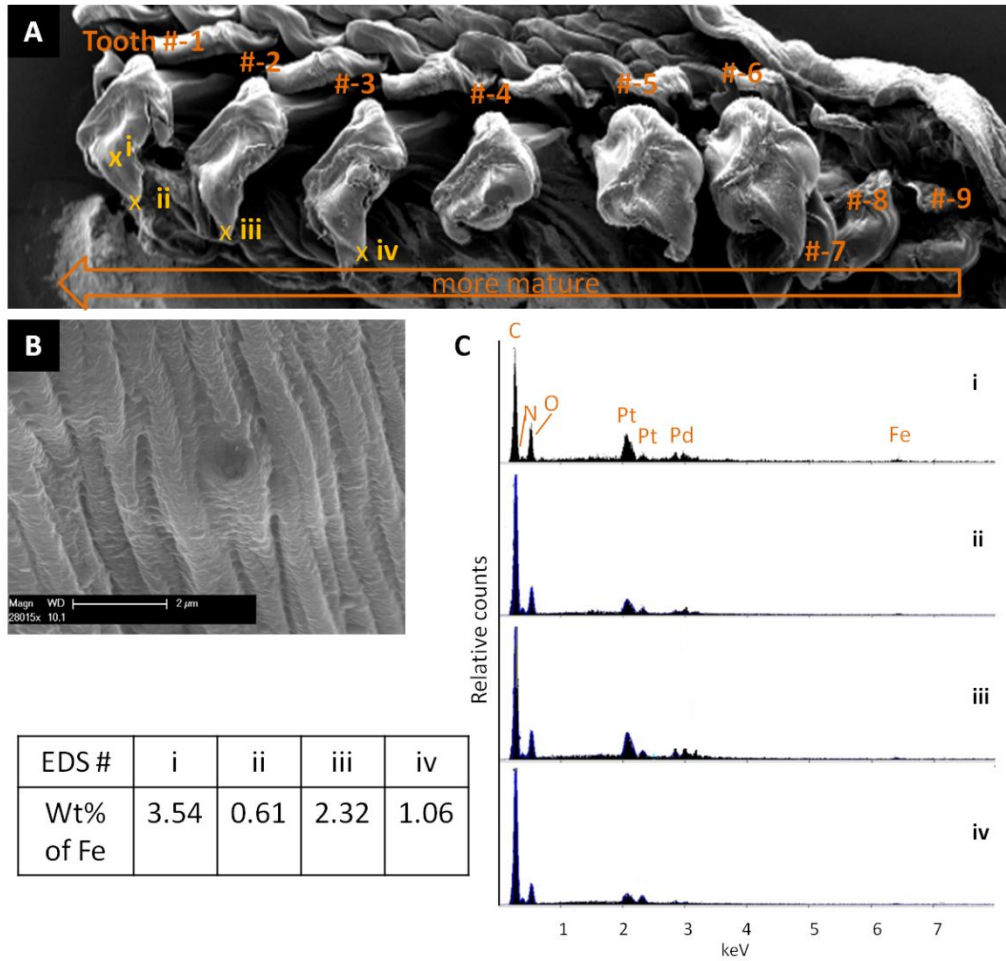 A
Tooth #-1
#-2
#-3
#-4
#-5
#-6
#-7
#-8
#-9
i
ii
iii
iv
more mature
B
Magn WD 2 µm
28015x 10.1
EDS # i ii iii iv
Wt% of Fe 3.54 0.61 2.32 1.06
C
C
N
O
Pt
Pt
Pd
Fe
i
ii
iii
iv
Relative counts
1 2 3 4 5 6 7
keV